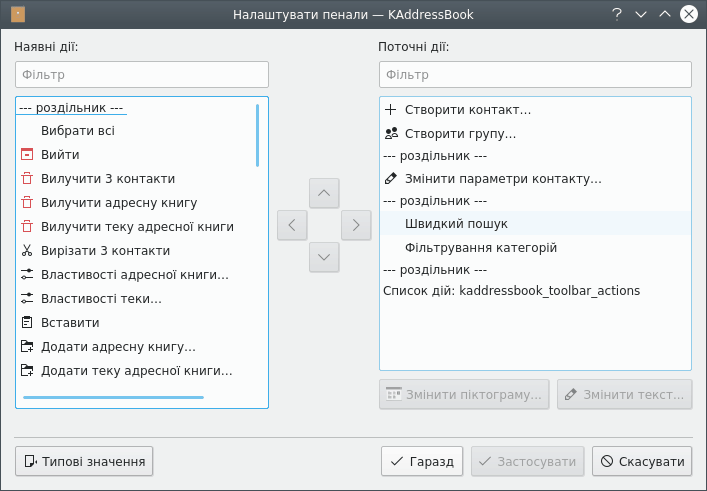 Налаштувати пенали — KAddressBook
Наявні дії:
Фільтр
--- роздільник ---
Вибрати всі
Вийти
Вилучити 3 контакти
Вилучити адресну книгу
Вилучити теку адресної книги
Вирізати 3 контакти
Властивості адресної книги...
Властивості теки...
Вставити
Додати адресну книгу...
Додати теку адресної книги...
Поточні дії:
Фільтр
Створити контакт...
Створити групу...
--- роздільник ---
Змінити параметри контакту...
--- роздільник ---
Швидкий пошук
Фільтрування категорій
--- роздільник ---
Список дій: kaddressbook_toolbar_actions
Змінити піктограму...
Змінити текст...
Типові значення
Гаразд
Застосувати
Скасувати